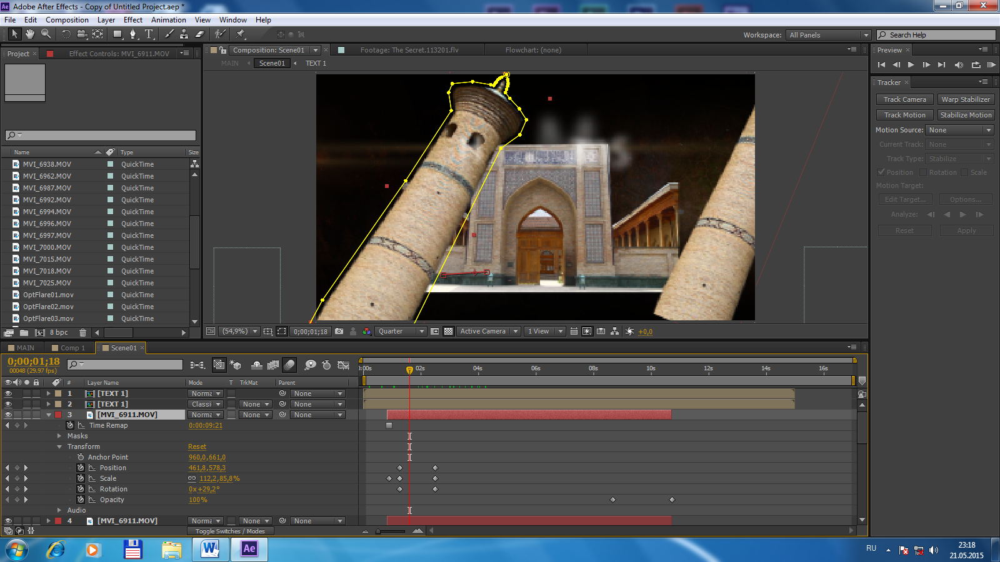 Adobe After Effects - Copy of Untitled Project.aep *
File Edit Composition Layer Effect Animation View Window Help
Workspace: All Panels Search Help
Project Effect Controls: MVI_6911.MOV
Composition: Scene01 Footage: The Secret.113201.flv Flowchart: (none)
MAIN Scene01 TEXT 1
Name Type Size
MVI_6938.MOV QuickTime
MVI_6962.MOV QuickTime
MVI_6987.MOV QuickTime
MVI_6992.MOV QuickTime
MVI_6994.MOV QuickTime
MVI_6996.MOV QuickTime
MVI_6997.MOV QuickTime
MVI_7000.MOV QuickTime
MVI_7015.MOV QuickTime
MVI_7018.MOV QuickTime
MVI_7025.MOV QuickTime
OptFlare01.mov QuickTime
OptFlare02.mov QuickTime
OptFlare03.mov QuickTime
8 bpc
(54,9%) 0;00;01;18 Quarter Active Camera 1 View +0,0
Preview
Tracker
Track Camera Warp Stabilizer
Track Motion Stabilize Motion
Motion Source: None
Current Track: None
Track Type: Stabilize
Position Rotation Scale
Motion Target:
Edit Target... Options...
Analyze:
Reset Apply
MAIN Comp 1 Scene01
0;00;01;18
00048 (29.97 fps)
:00s 02s 04s 06s 08s 10s 12s 14s 16s
# Layer Name Mode T TrkMat Parent
1 [TEXT 1] Norma None
2 [TEXT 1] Classi None None
3 [MVI_6911.MOV] Norma None None
Time Remap 0:00:09:21
Masks
Transform Reset
Anchor Point 960,0,661,0
Position 461,8,578,3
Scale 112,2,85,8%
Rotation 0x+29,2°
Opacity 100%
Audio
4 [MVI_6911.MOV] Norma None None
Toggle Switches / Modes
RU
23:18
21.05.2015